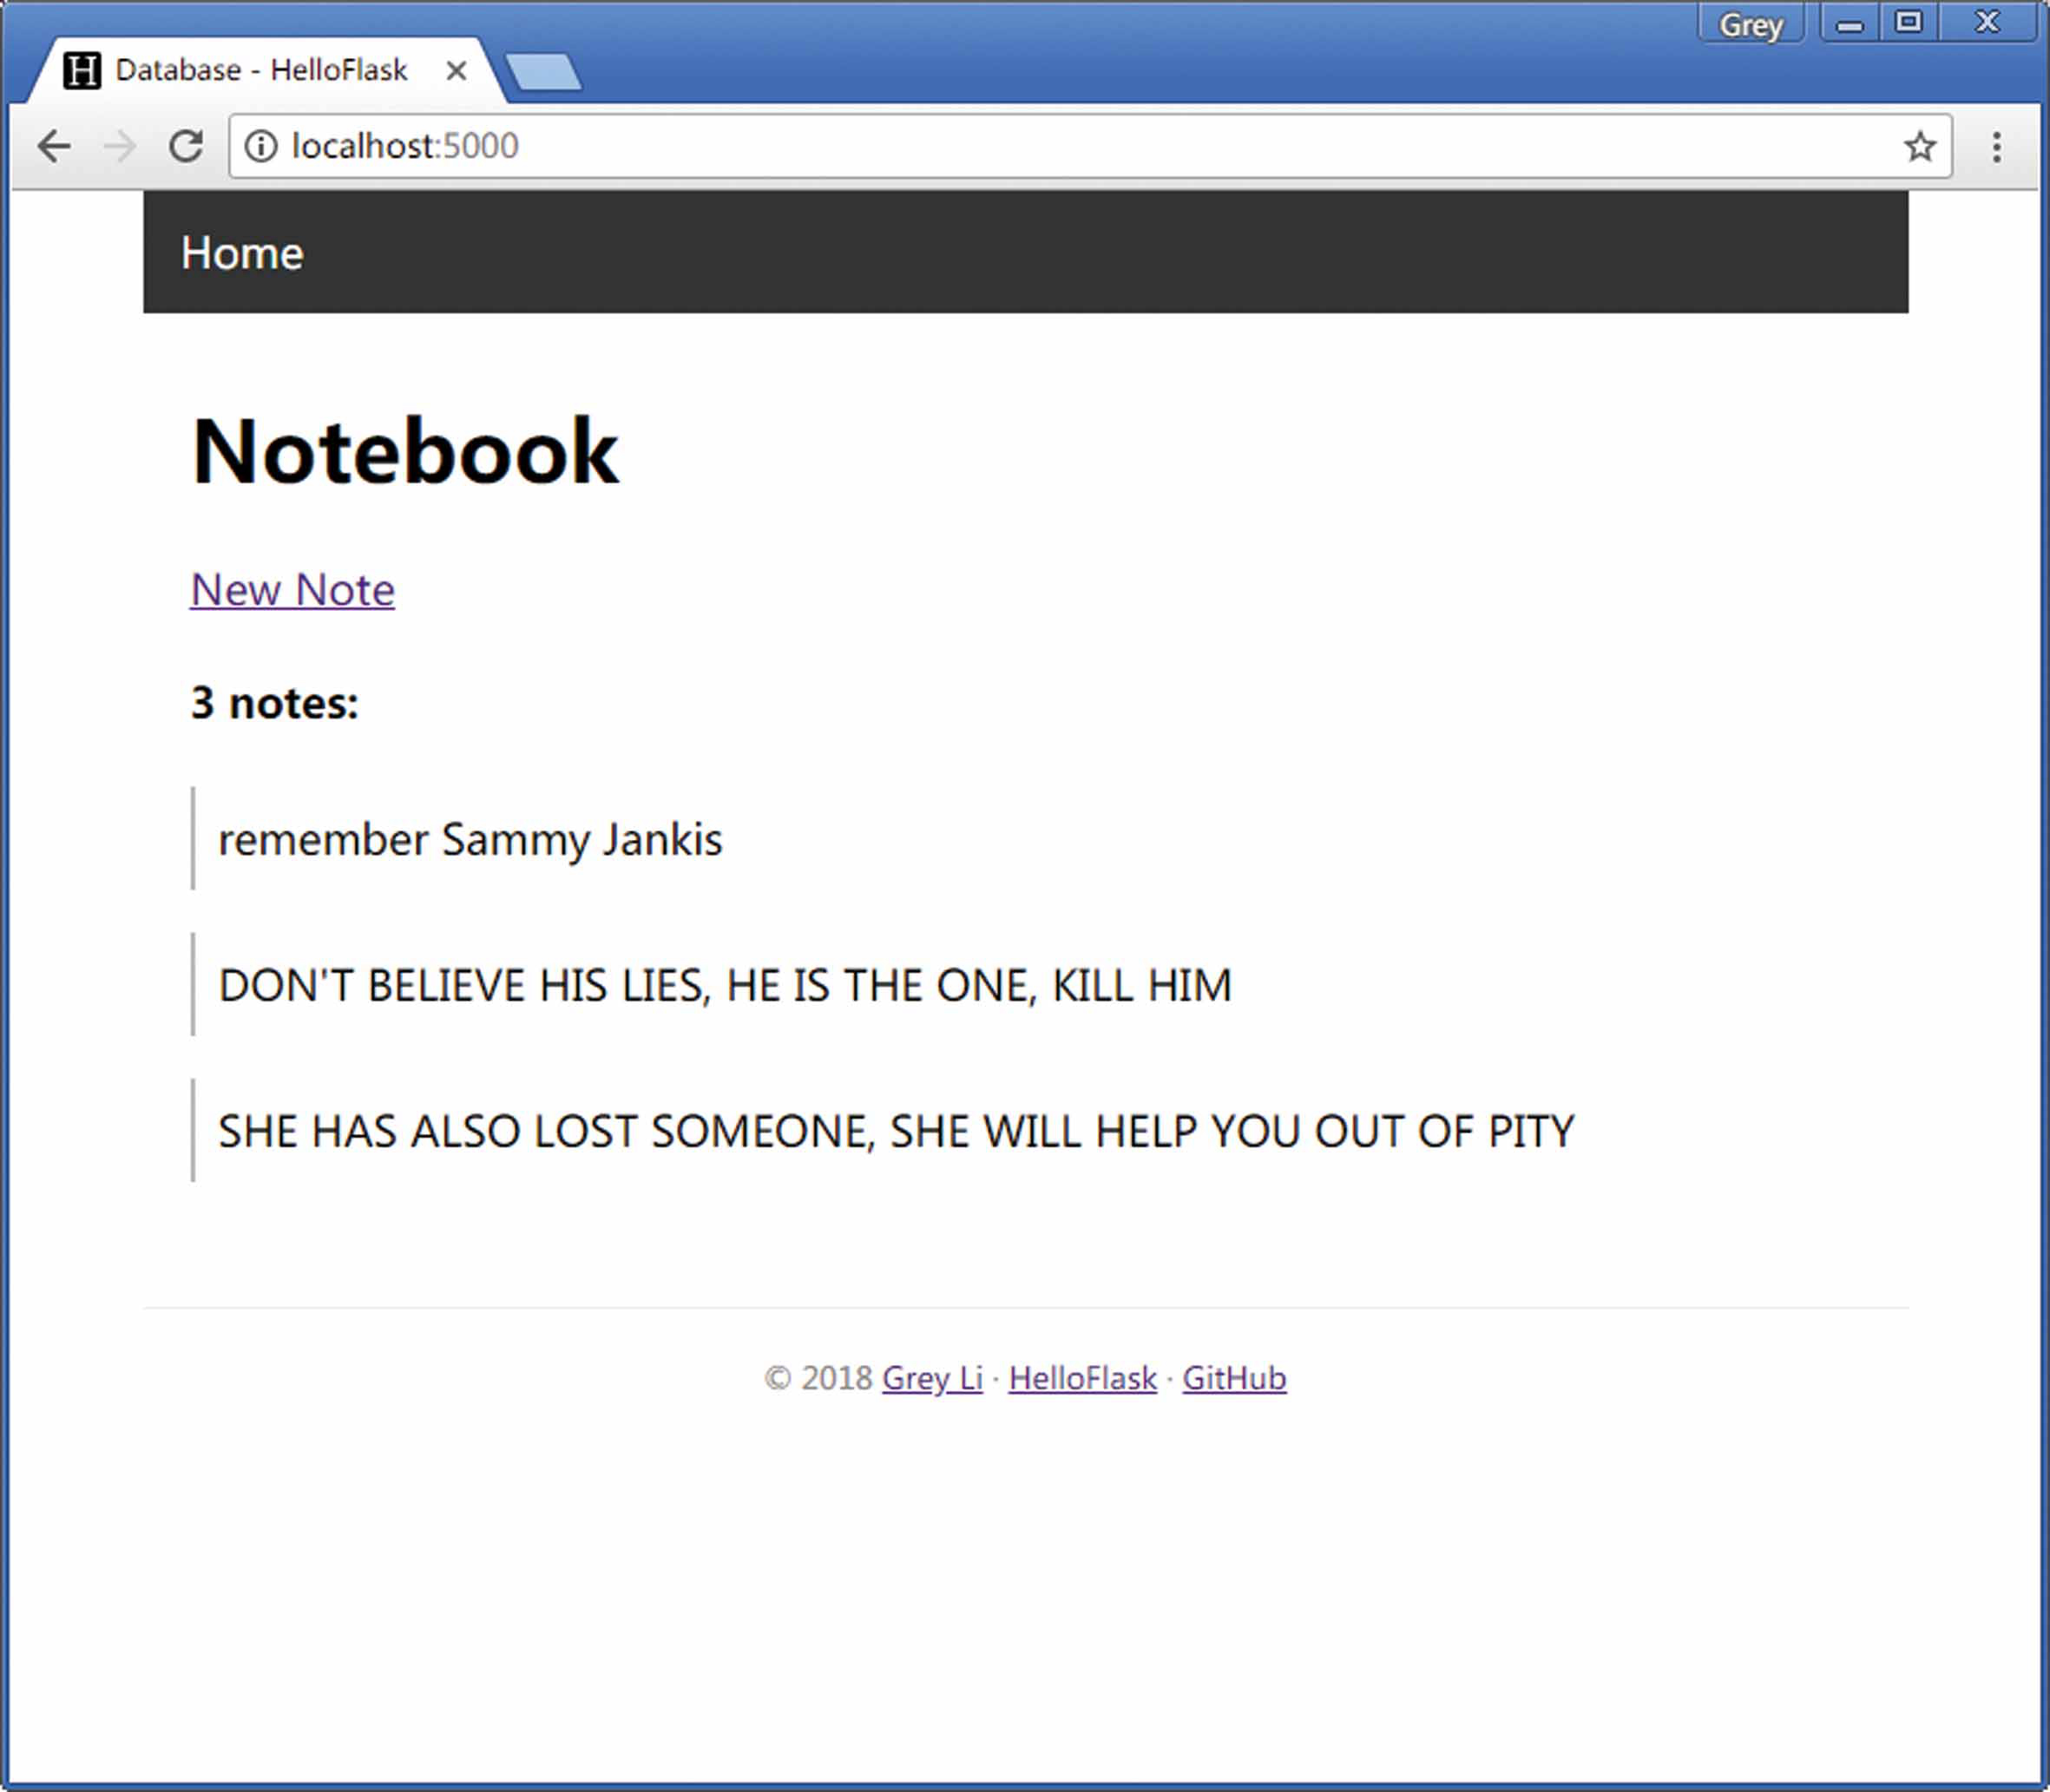 Grey
H Database - HelloFlask
localhost:5000
Home
Notebook
New Note
3 notes:
remember Sammy Jankis
DON'T BELIEVE HIS LIES, HE IS THE ONE, KILL HIM
SHE HAS ALSO LOST SOMEONE, SHE WILL HELP YOU OUT OF PITY
© 2018 Grey Li · HelloFlask · GitHub